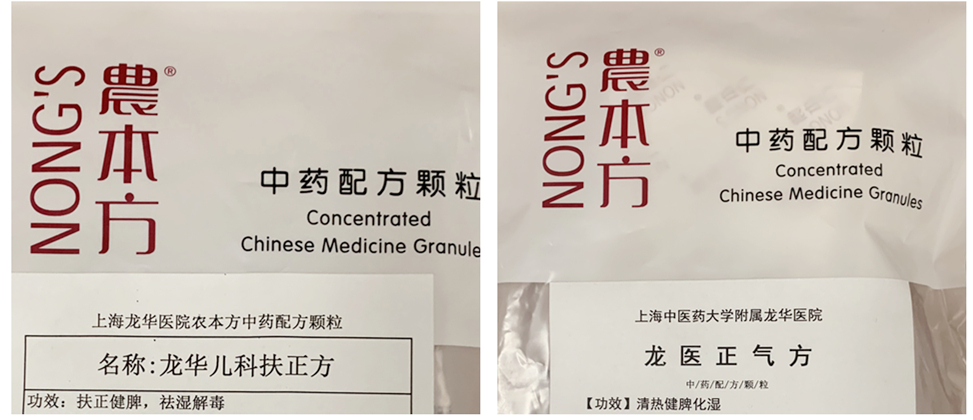 NONG'S
農本方®
中药配方颗粒
Concentrated
Chinese Medicine Granule
上海龙华医院农本方中药配方颗粒
名称:龙华儿科扶正方
功效: 扶正健脾，祛湿解毒
NONG'S
農本方®
中药配方颗粒
Concentrated
Chinese Medicine Granules
上海中医药大学附属龙华医院
龙医正气方
中/药/配/方/颗/粒
【功效】清热健脾化湿